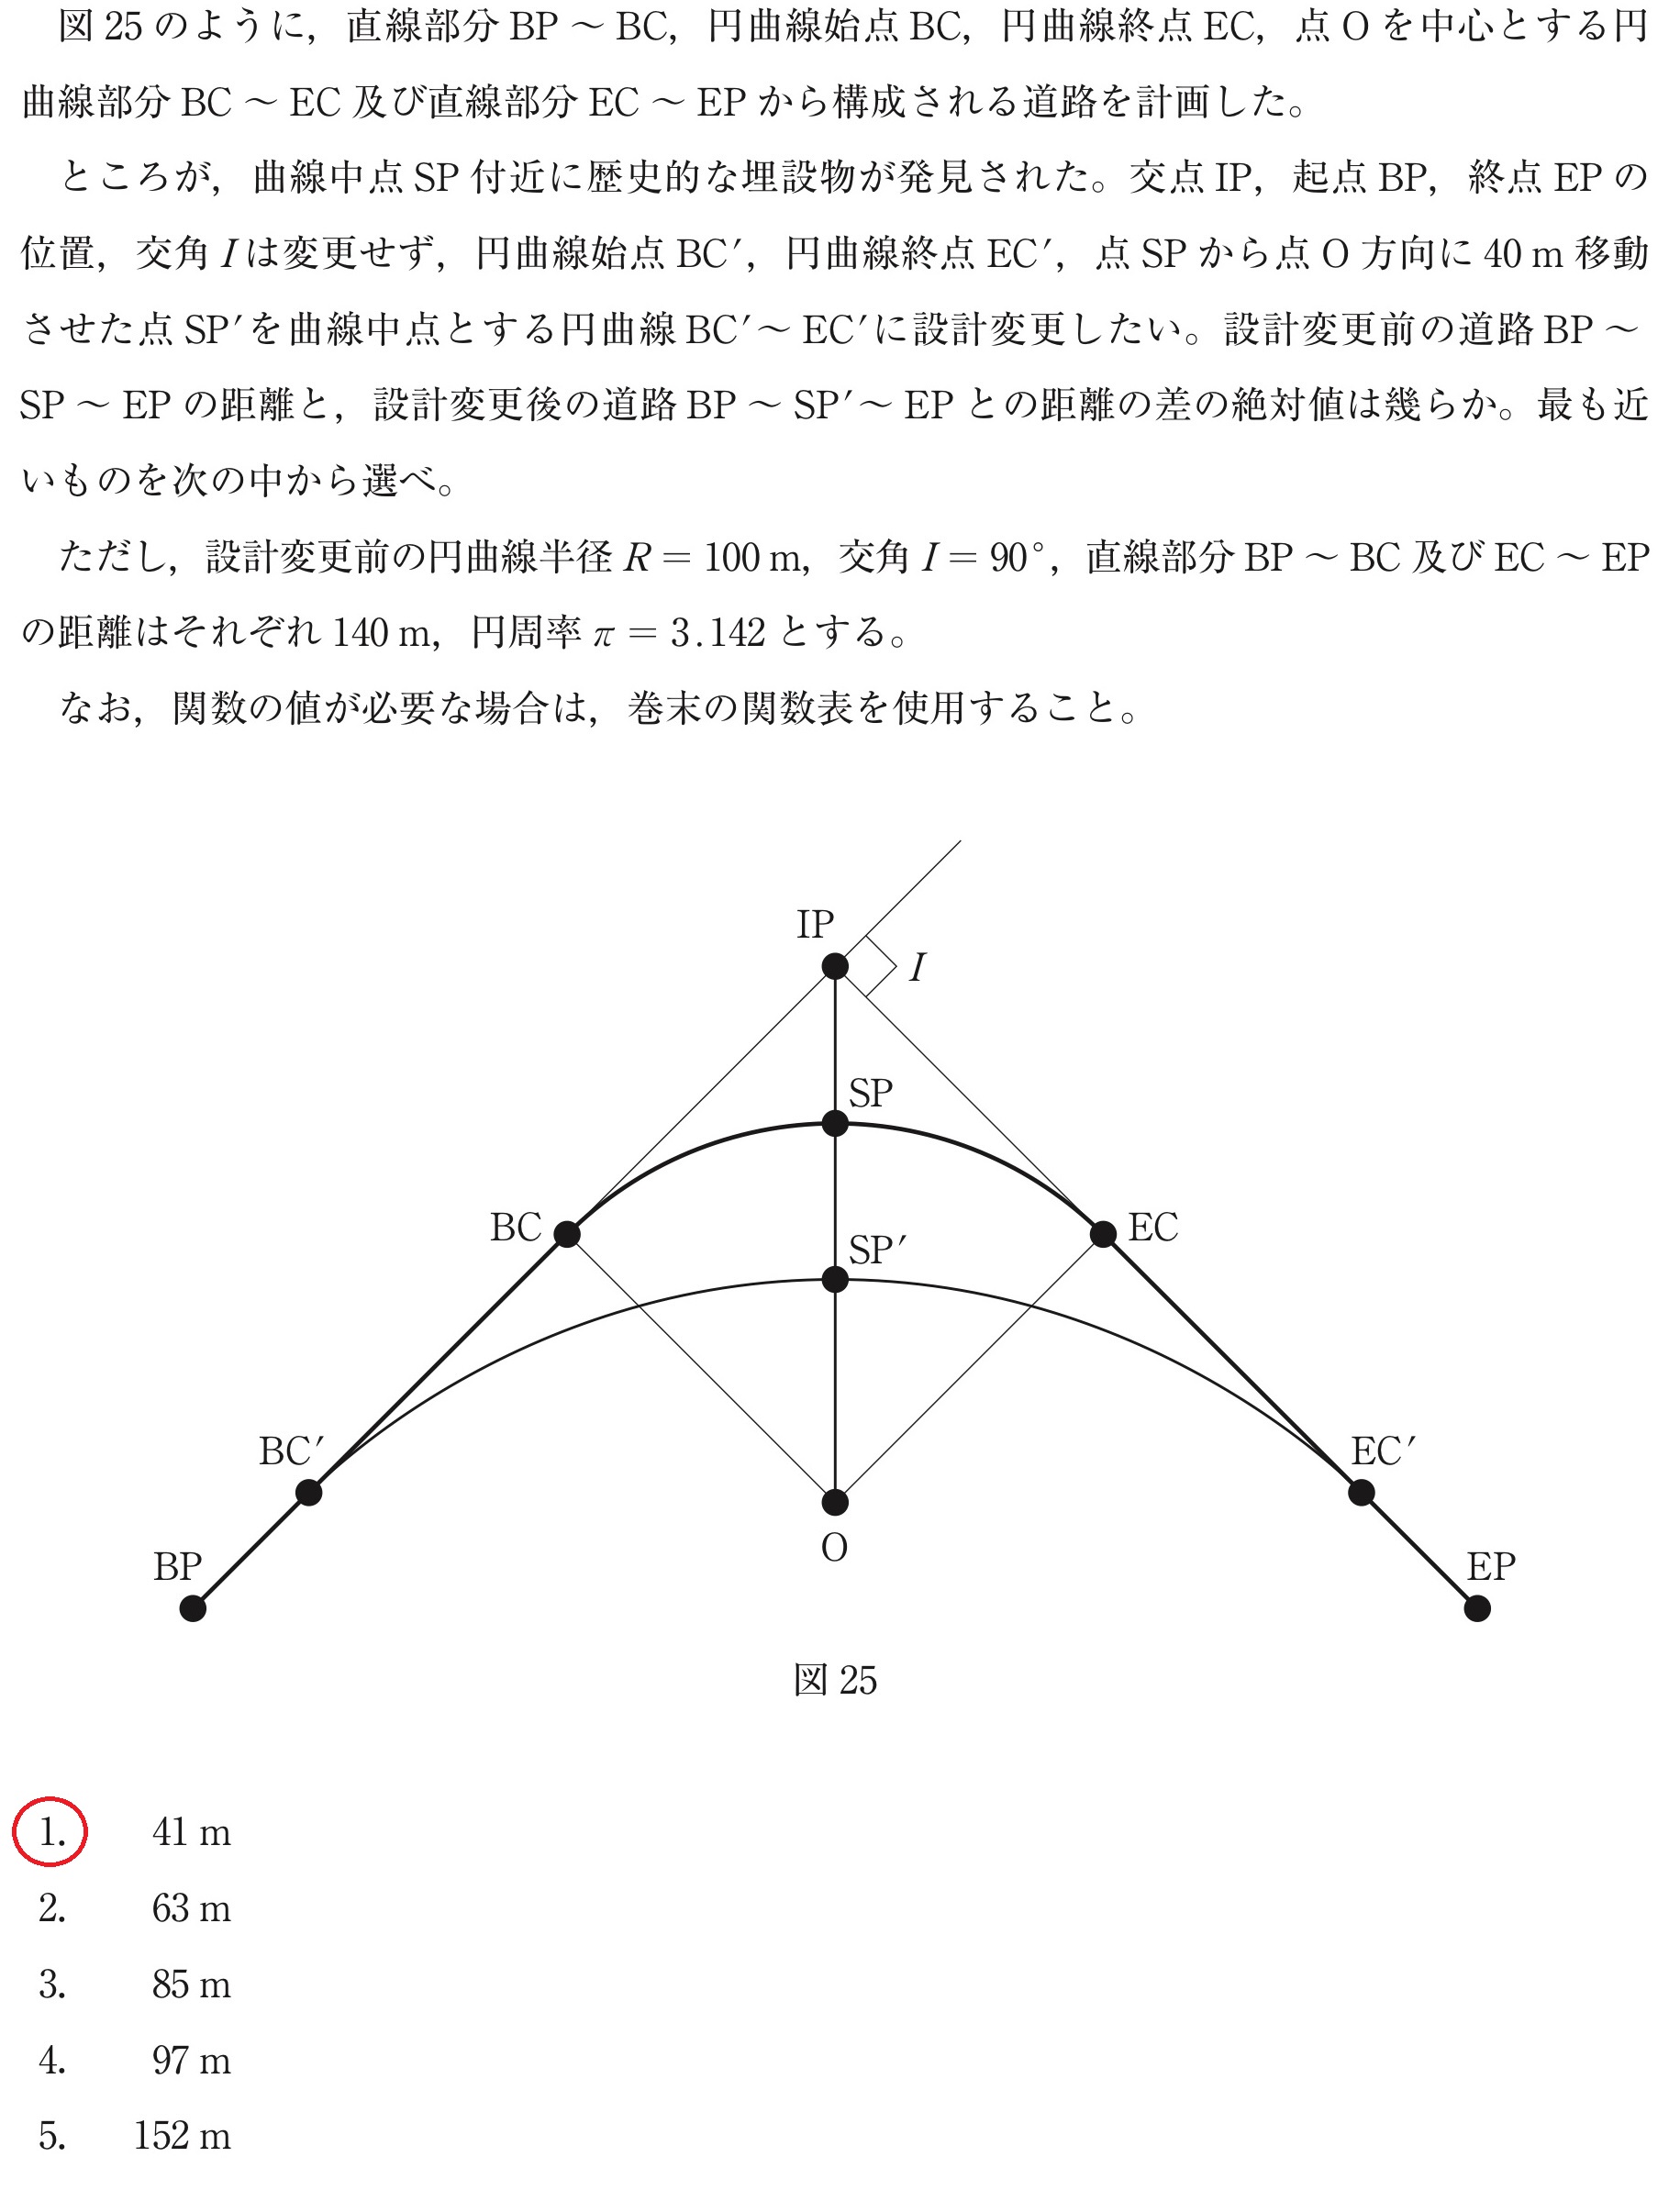 図 25 のように，直線部分 BP ～ BC，円曲線始点 BC，円曲線終点 EC，点 O を中心とする円
曲線部分 BC ～ EC 及び直線部分 EC ～ EP から構成される道路を計画した。
ところが，曲線中点 SP 付近に歴史的な埋設物が発見された。交点 IP，起点 BP，終点 EP の
位置，交角 I は変更せず，円曲線始点 BC′，円曲線終点 EC′，点 SP から点 O 方向に 40 m 移動
させた点 SP′を曲線中点とする円曲線 BC′～ EC′に設計変更したい。設計変更前の道路 BP ～
SP ～ EP の距離と，設計変更後の道路 BP ～ SP′～ EP との距離の差の絶対値は幾らか。最も近
いものを次の中から選べ。
ただし，設計変更前の円曲線半径 R = 100 m，交角 I = 90°，直線部分 BP ～ BC 及び EC ～ EP
の距離はそれぞれ 140 m，円周率 π = 3.142 とする。
なお，関数の値が必要な場合は，巻末の関数表を使用すること。
IP
I
SP
BC
EC
SP′
BC′
EC′
O
BP
EP
図 25
1. 41 m
2. 63 m
3. 85 m
4. 97 m
5. 152 m